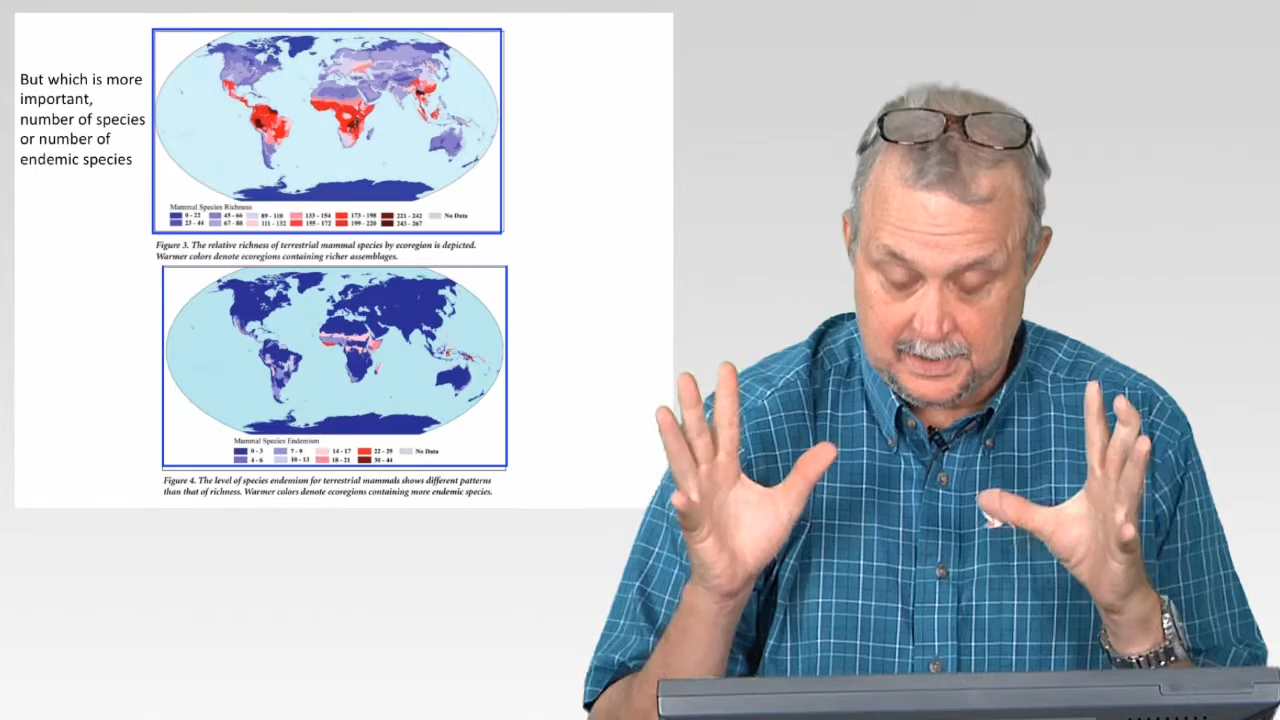 But which is more
important,
number of species
or number of
endemic species
Mammal Species Richness
0 - 22 45 - 66 89 - 110 133 - 154 173 - 198 221 - 242 No Data
23 - 44 67 - 88 111 - 132 155 - 172 199 - 220 243 - 267
Figure 3. The relative richness of terrestrial mammal species by ecoregion is depicted.
Warmer colors denote ecoregions containing richer assemblages.
Mammal Species Endemism
0 - 3 7 - 9 14 - 17 22 - 29 No Data
4 - 6 10 - 13 18 - 21 30 - 44
Figure 4. The level of species endemism for terrestrial mammals shows different patterns
than that of richness. Warmer colors denote ecoregions containing more endemic species.